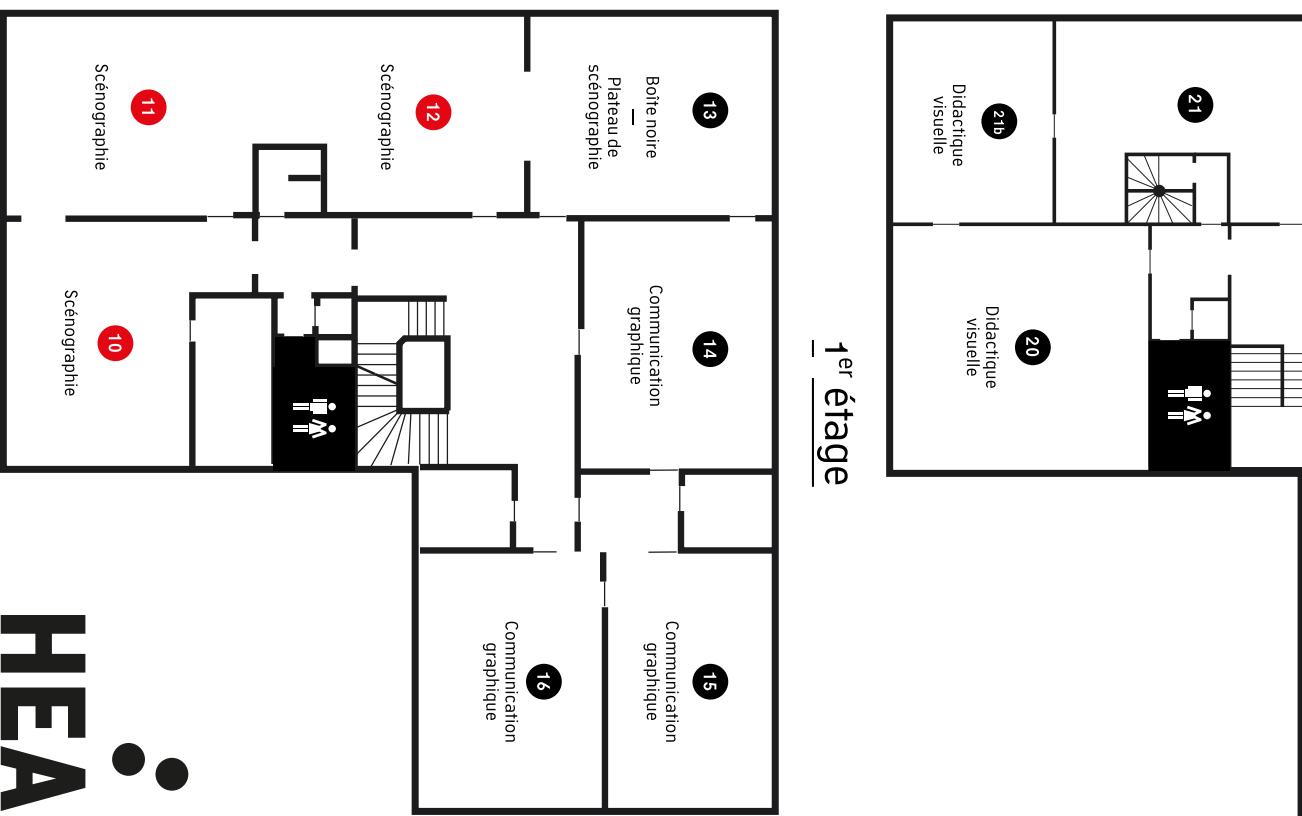 21
21b
Didactique
visuelle
20
Didactique
visuelle
1er étage
13
Boîte noire
Plateau de
scénographie
14
Communication
graphique
15
Communication
graphique
16
Communication
graphique
12
Scénographie
11
Scénographie
10
Scénographie
HEA